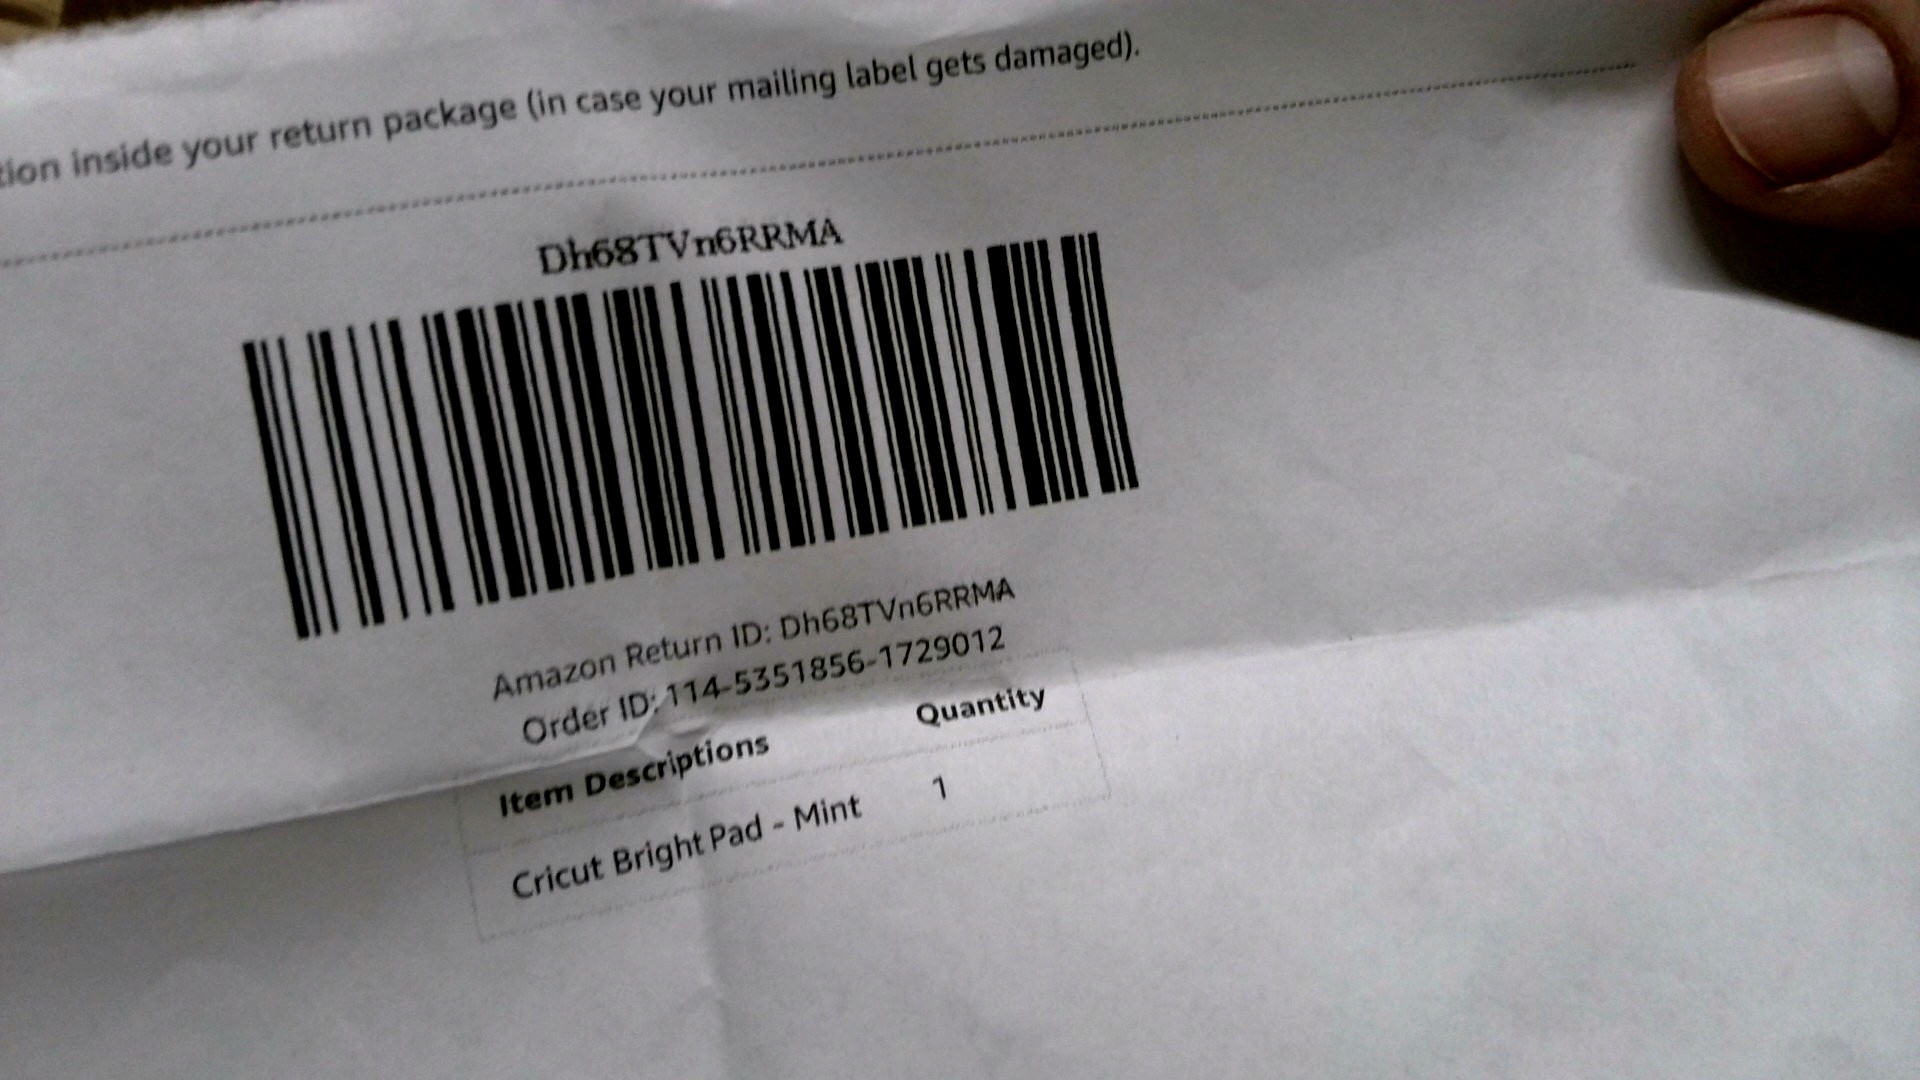 inside your return package (in case your mailing label gets damaged).
Dh68TVn6RRMA
Amazon Return ID: Dh68TVn6RRMA
Order ID: 114-5351856-1729012
Item Descriptions Quantity
Cricut Bright Pad - Mint 1